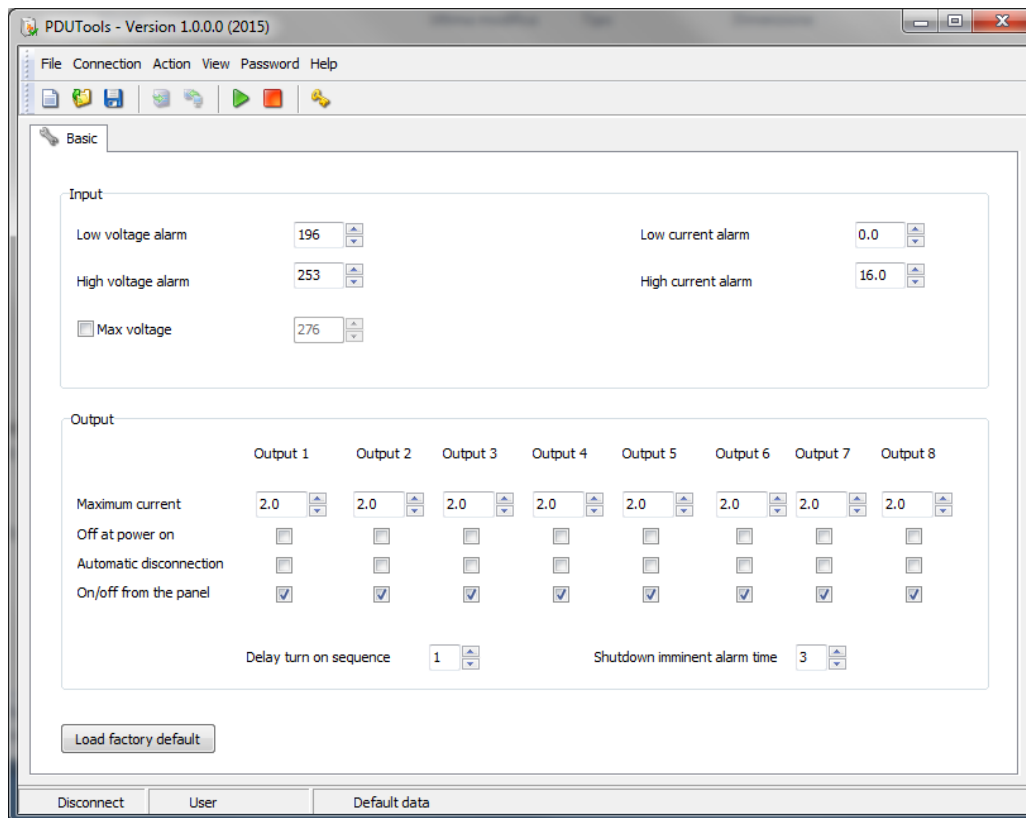 PDUTools - Version 1.0.0.0 (2015)
File Connection Action View Password Help
Basic
Input
Low voltage alarm 196 Low current alarm 0.0
High voltage alarm 253 High current alarm 16.0
Max voltage 276
Output
Output 1 Output 2 Output 3 Output 4 Output 5 Output 6 Output 7 Output 8
Maximum current 2.0 2.0 2.0 2.0 2.0 2.0 2.0 2.0
Off at power on
Automatic disconnection
On/off from the panel
Delay turn on sequence 1 Shutdown imminent alarm time 3
Load factory default
Disconnect User Default data